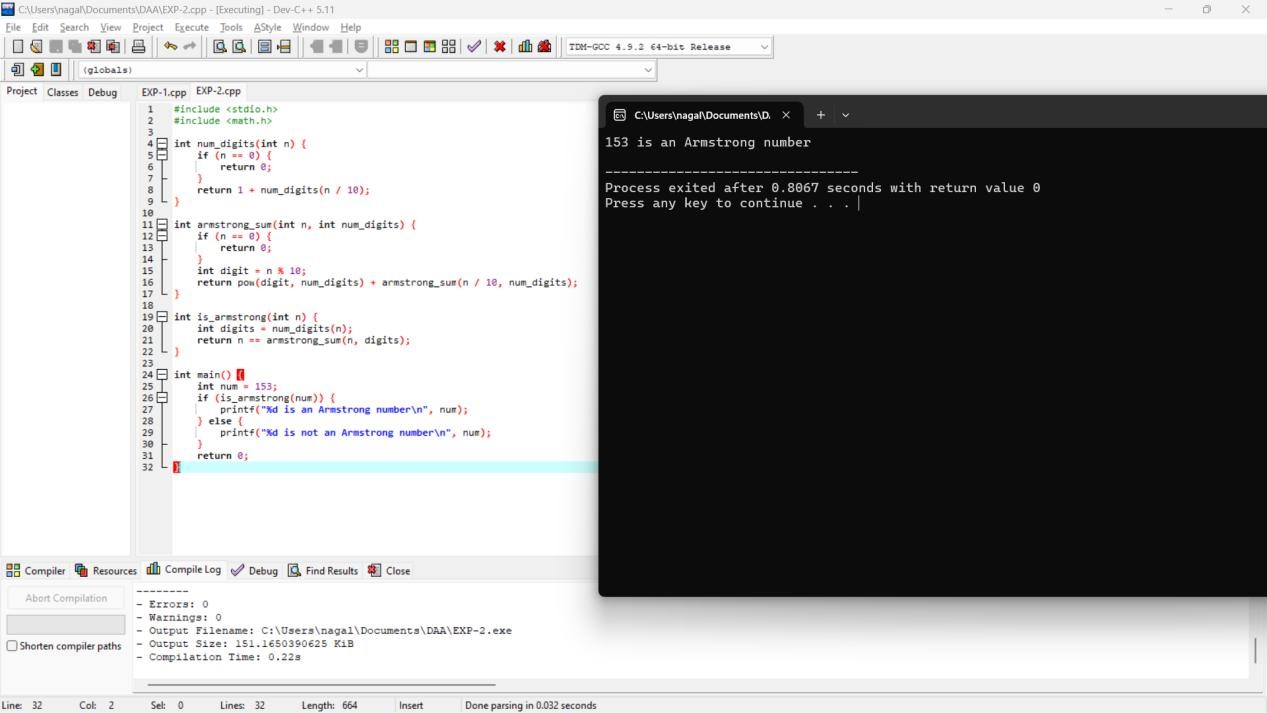 C:\Users\nagal\Documents\DAA\EXP-2.cpp - [Executing] - Dev-C++ 5.11
File Edit Search View Project Execute Tools AStyle Window Help
TDM-GCC 4.9.2 64-bit Release
(globals)
Project Classes Debug
EXP-1.cpp EXP-2.cpp
1 #include <stdio.h>
2 #include <math.h>
3
4 int num_digits(int n) {
5     if (n == 0) {
6         return 0;
7     }
8     return 1 + num_digits(n / 10);
9 }
10
11 int armstrong_sum(int n, int num_digits) {
12     if (n == 0) {
13         return 0;
14     }
15     int digit = n % 10;
16     return pow(digit, num_digits) + armstrong_sum(n / 10, num_digits);
17 }
18
19 int is_armstrong(int n) {
20     int digits = num_digits(n);
21     return n == armstrong_sum(n, digits);
22 }
23
24 int main() {
25     int num = 153;
26     if (is_armstrong(num)) {
27         printf("%d is an Armstrong number\n", num);
28     } else {
29         printf("%d is not an Armstrong number\n", num);
30     }
31     return 0;
32 }
C:\Users\nagal\Documents\D.
153 is an Armstrong number
--------------------------------
Process exited after 0.8067 seconds with return value 0
Press any key to continue . . .
Compiler Resources Compile Log Debug Find Results Close
Abort Compilation
Shorten compiler paths
--------
- Errors: 0
- Warnings: 0
- Output Filename: C:\Users\nagal\Documents\DAA\EXP-2.exe
- Output Size: 151.1650390625 KiB
- Compilation Time: 0.22s
Line: 32 Col: 2 Sel: 0 Lines: 32 Length: 664 Insert Done parsing in 0.032 seconds